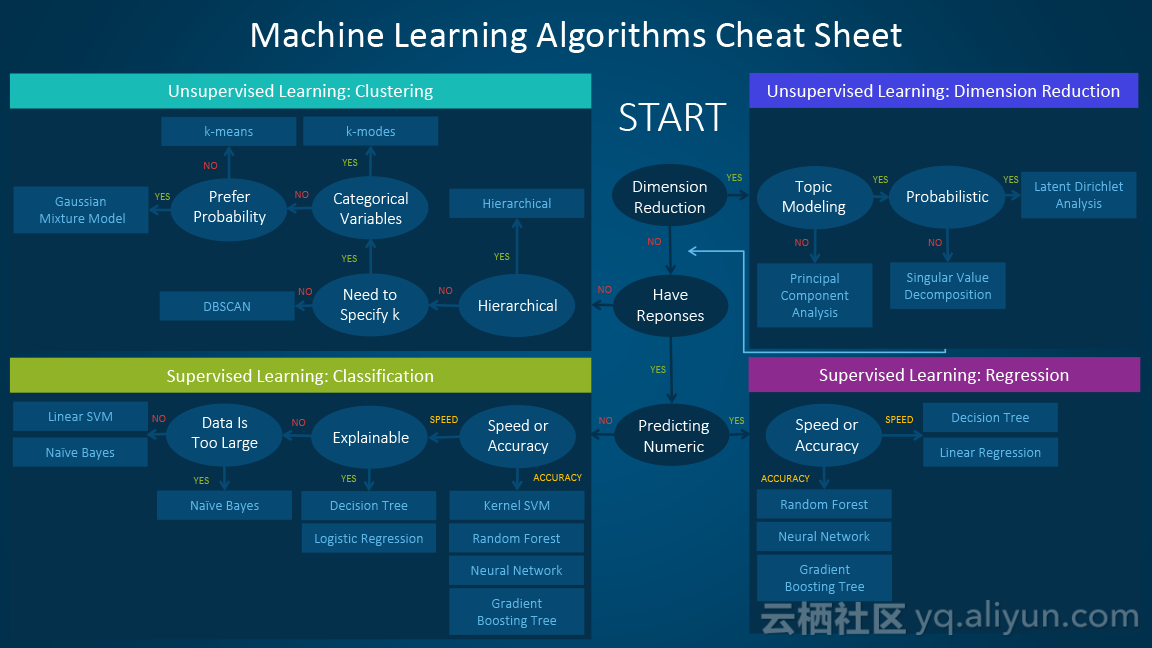 Machine Learning Algorithms Cheat Sheet
Unsupervised Learning: Clustering
k-means
k-modes
NO
YES
Gaussian
Mixture Model
YES
Prefer
Probability
NO
Categorical
Variables
Hierarchical
YES
YES
DBSCAN
NO
Need to
Specify k
NO
Hierarchical
START
Dimension
Reduction
YES
NO
NO
Have
Reponses
YES
NO
Predicting
Numeric
YES
Unsupervised Learning: Dimension Reduction
Topic
Modeling
YES
Probabilistic
YES
Latent Dirichlet
Analysis
NO
NO
Principal
Component
Analysis
Singular Value
Decomposition
Supervised Learning: Classification
Linear SVM
Naïve Bayes
NO
Data Is
Too Large
NO
Explainable
SPEED
Speed or
Accuracy
YES
YES
ACCURACY
Naïve Bayes
Decision Tree
Logistic Regression
Kernel SVM
Random Forest
Neural Network
Gradient
Boosting Tree
Supervised Learning: Regression
Speed or
Accuracy
SPEED
Decision Tree
Linear Regression
ACCURACY
Random Forest
Neural Network
Gradient
Boosting Tree
云栖社区 yq.aliyun.com